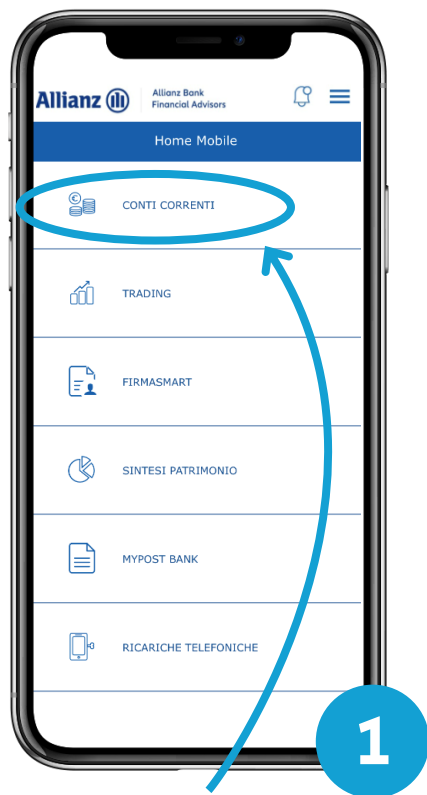 Allianz
Allianz Bank
Financial Advisors
Home Mobile
CONTI CORRENTI
TRADING
FIRMASMART
SINTESI PATRIMONIO
MYPOST BANK
RICARICHE TELEFONICHE
1